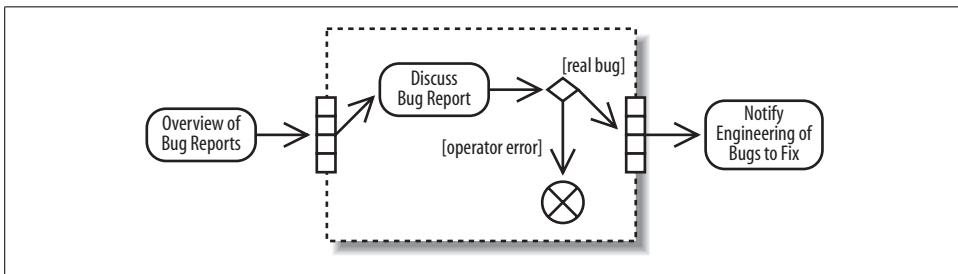 Overview of
Bug Reports
Discuss
Bug Report
[real bug]
[operator error]
Notify
Engineering of
Bugs to Fix